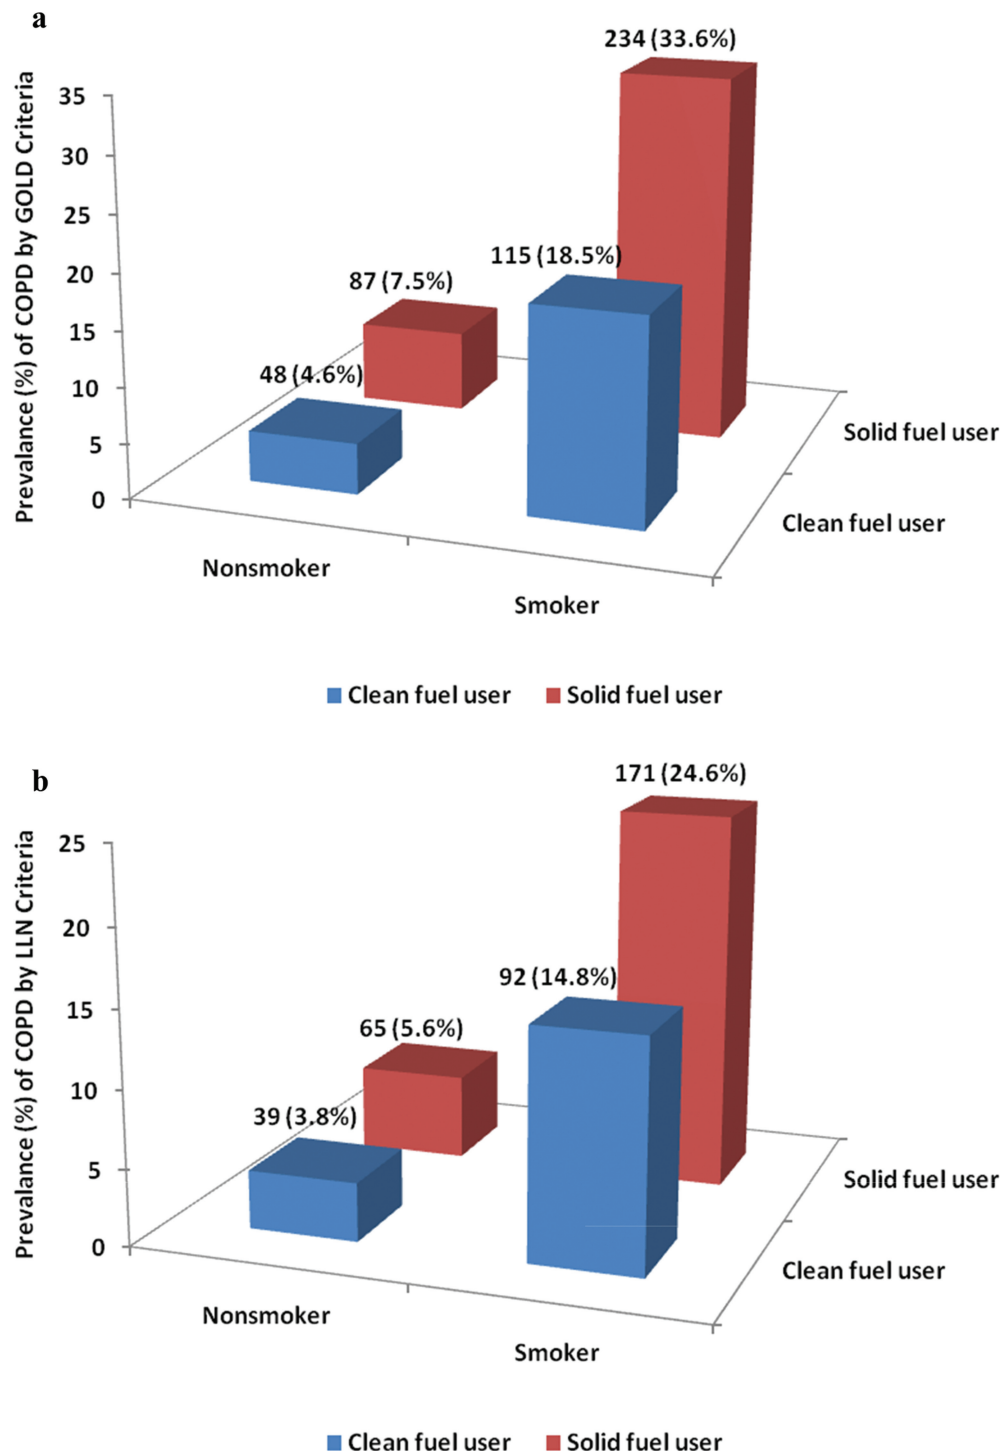 a
234 (33.6%)
Prevalance (%) of COPD by GOLD Criteria
35
30
25
20
15
10
5
0
115 (18.5%)
87 (7.5%)
48 (4.6%)
Solid fuel user
Clean fuel user
Nonsmoker
Smoker
Clean fuel user
Solid fuel user
b
171 (24.6%)
Prevalance (%) of COPD by LLN Criteria
25
20
15
10
5
0
92 (14.8%)
65 (5.6%)
39 (3.8%)
Solid fuel user
Clean fuel user
Nonsmoker
Smoker
Clean fuel user
Solid fuel user